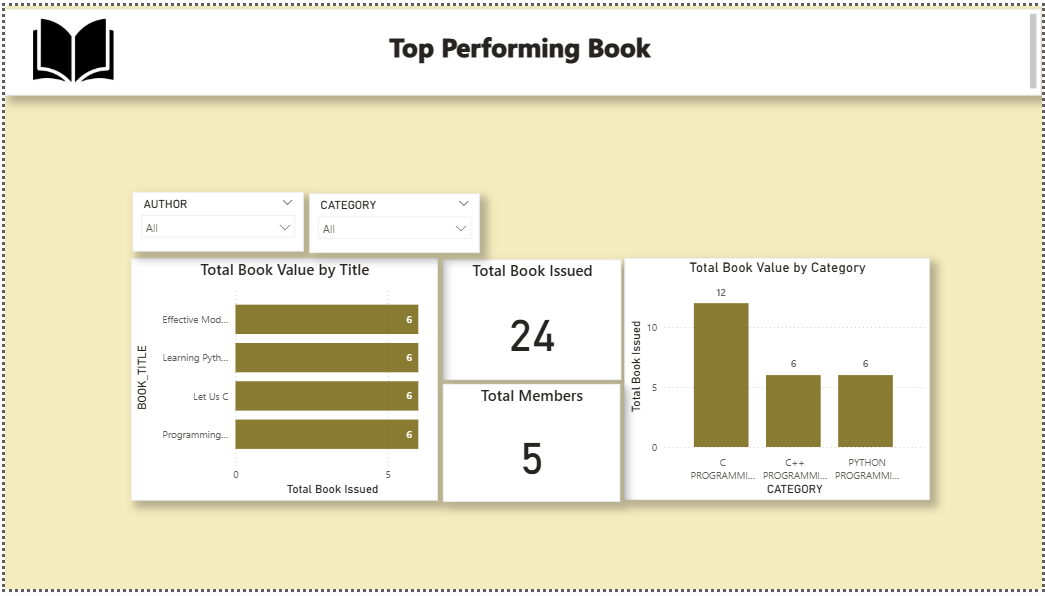 Top Performing Book
AUTHOR
All
CATEGORY
All
Total Book Value by Title
BOOK_TITLE
Effective Mod...
6
Learning Pyth...
6
Let Us C
6
Programming...
6
0
5
Total Book Issued
Total Book Issued
24
Total Members
5
Total Book Value by Category
Total Book Issued
10
5
0
12
6
6
C
PROGRAMMI...
C++
PROGRAMMI...
PYTHON
PROGRAMMI...
CATEGORY